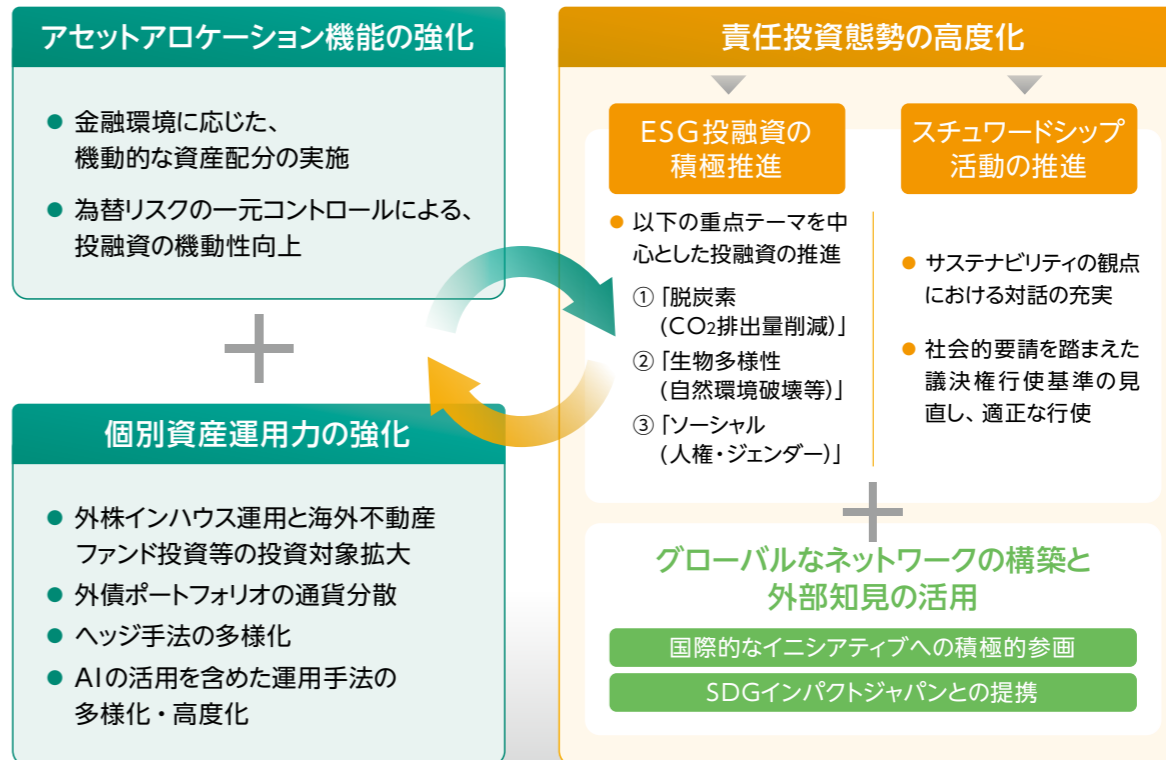 アセットアロケーション機能の強化
● 金融環境に応じた、
機動的な資産配分の実施
● 為替リスクの一元コントロールによる、
投融資の機動性向上
＋
個別資産運用力の強化
● 外株インハウス運用と海外不動産
ファンド投資等の投資対象拡大
● 外債ポートフォリオの通貨分散
● ヘッジ手法の多様化
● AIの活用を含めた運用手法の
多様化・高度化
責任投資態勢の高度化
ESG投融資の
積極推進
● 以下の重点テーマを中
心とした投融資の推進
①「脱炭素
(CO₂排出量削減)」
②「生物多様性
(自然環境破壊等)」
③「ソーシャル
(人権・ジェンダー)」
スチュワードシップ
活動の推進
● サステナビリティの観点
における対話の充実
● 社会的要請を踏まえた
議決権行使基準の見
直し、適正な行使
＋
グローバルなネットワークの構築と
外部知見の活用
国際的なイニシアティブへの積極的参画
SDGインパクトジャパンとの提携